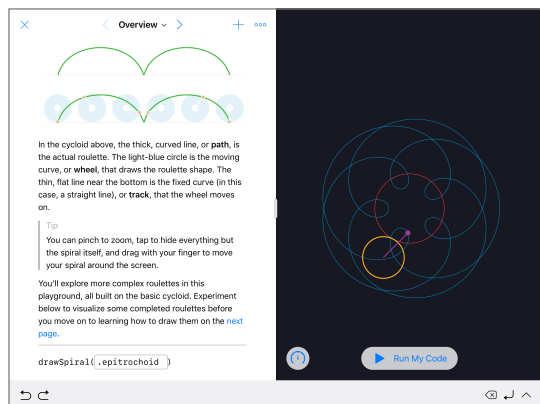 Overview
In the cycloid above, the thick, curved line, or path, is
the actual roulette. The light-blue circle is the moving
curve, or wheel, that draws the roulette shape. The
thin, flat line near the bottom is the fixed curve (in this
case, a straight line), or track, that the wheel moves
on.
Tip
You can pinch to zoom, tap to hide everything but
the spiral itself, and drag with your finger to move
your spiral around the screen.
You'll explore more complex roulettes in this
playground, all built on the basic cycloid. Experiment
below to visualize some completed roulettes before
you move on to learning how to draw them on the next
page.
drawSpiral(.epitrochoid)
Run My Code